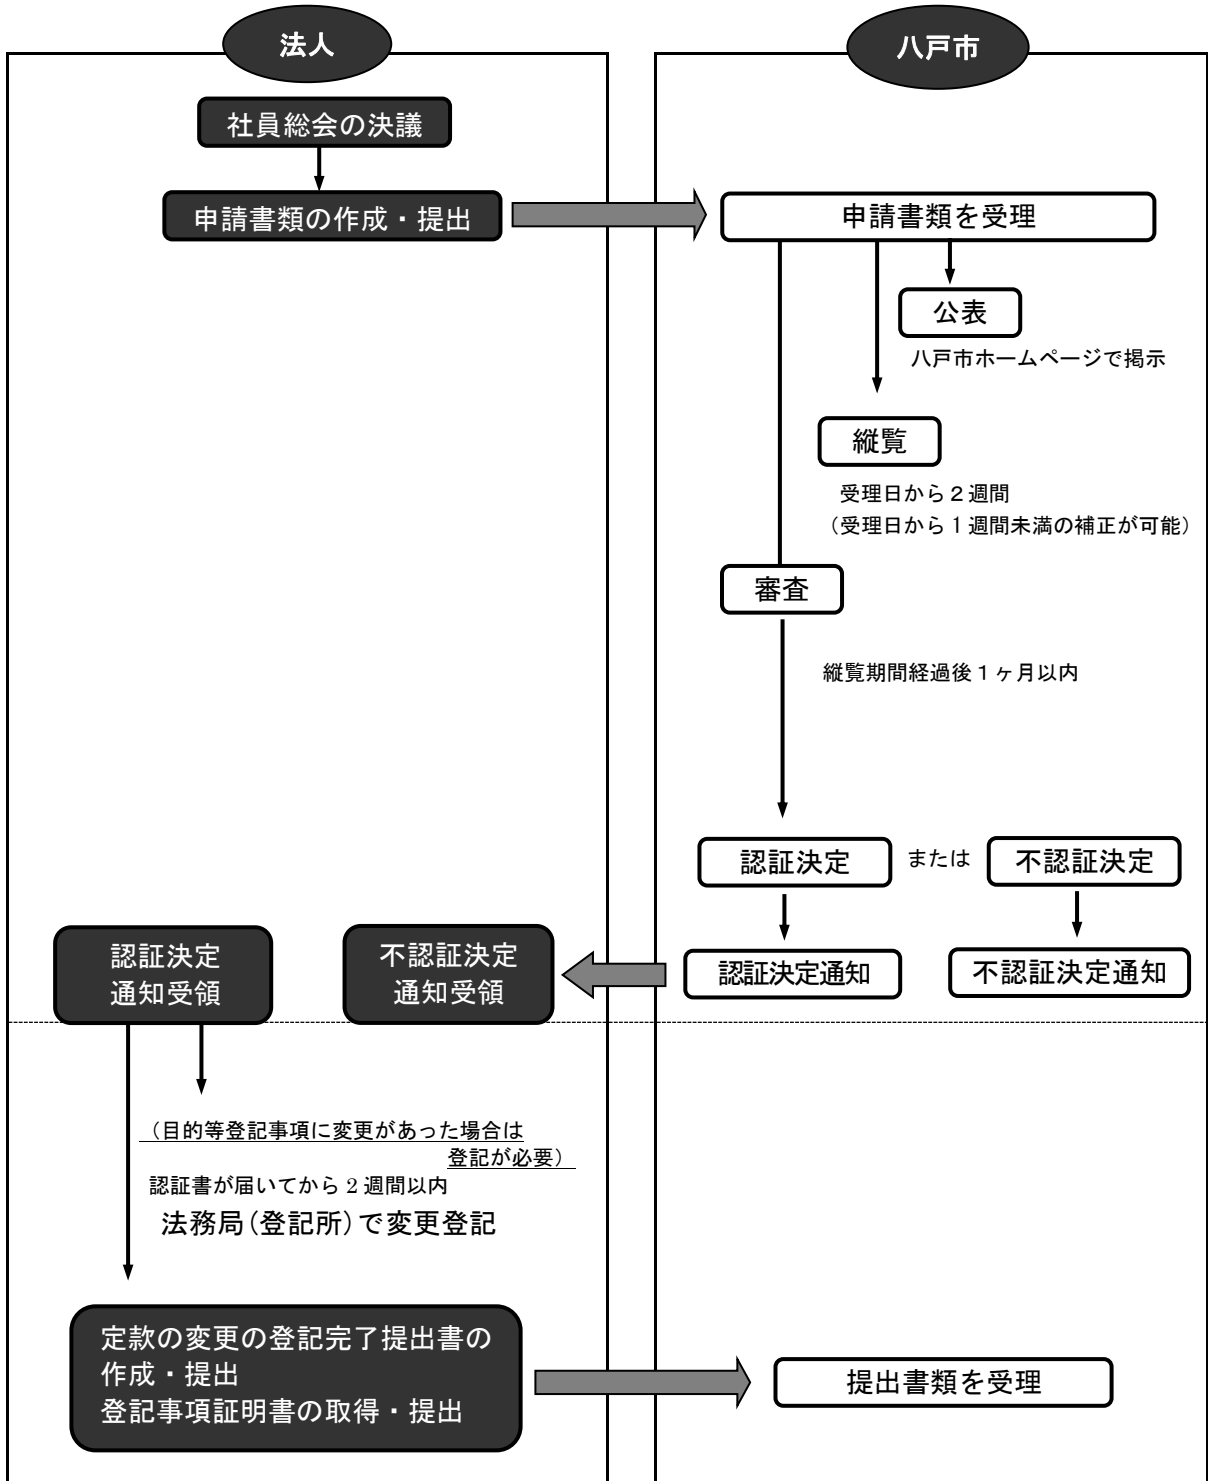 法人
八戸市
社員総会の決議
申請書類の作成・提出
申請書類を受理
公表
八戸市ホームページで掲示
縦覧
受理日から２週間
（受理日から１週間未満の補正が可能）
審査
縦覧期間経過後１ヶ月以内
認証決定
または
不認証決定
認証決定
通知受領
不認証決定
通知受領
認証決定通知
不認証決定通知
（目的等登記事項に変更があった場合は
登記が必要）
認証書が届いてから２週間以内
法務局（登記所）で変更登記
定款の変更の登記完了提出書の
作成・提出
登記事項証明書の取得・提出
提出書類を受理